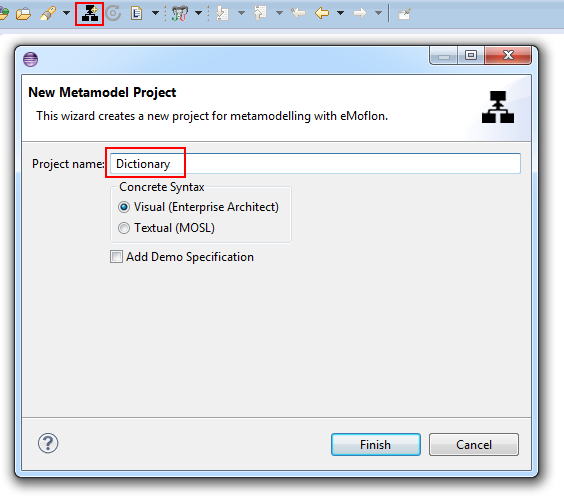 New Metamodel Project
This wizard creates a new project for metamodelling with eMoflon.
Project name: Dictionary
Concrete Syntax
Visual (Enterprise Architect)
Textual (MOSL)
Add Demo Specification
?
Finish Cancel